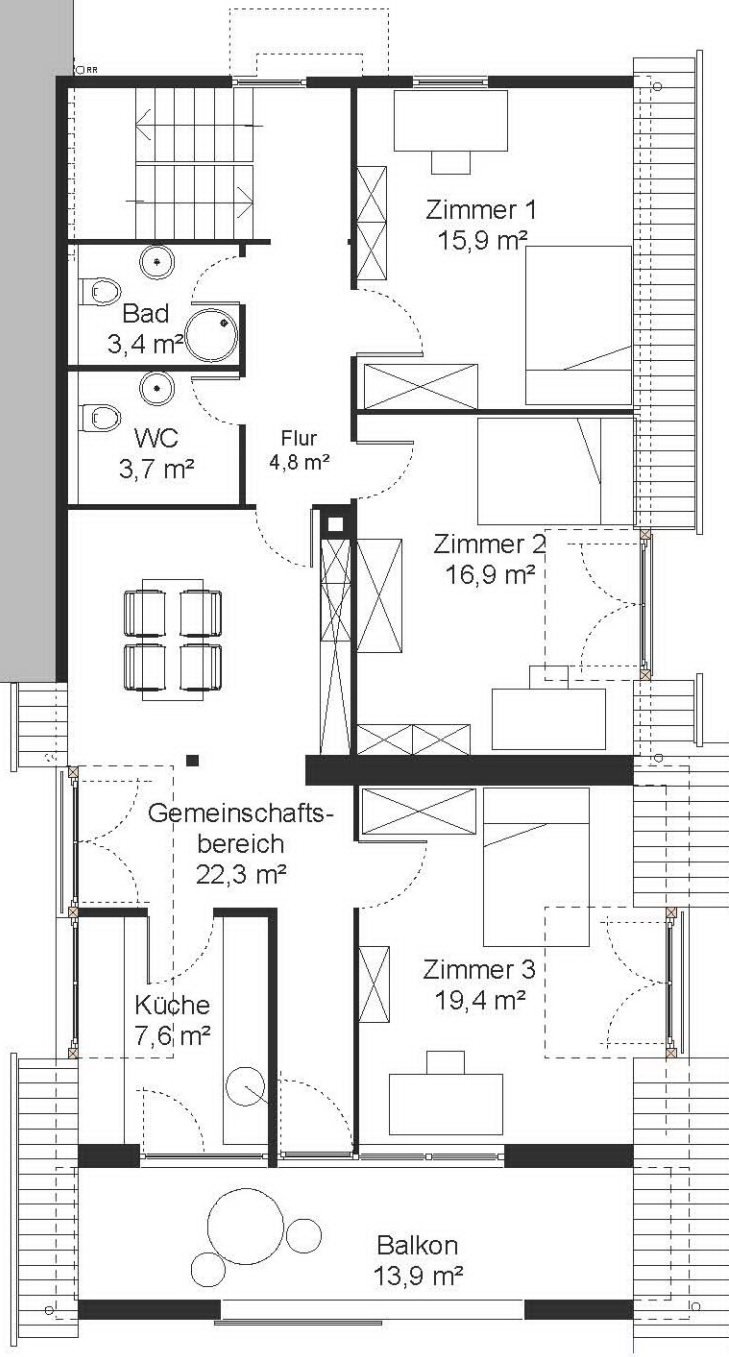 RR
Zimmer 1
15,9 m²
Bad
3,4 m²
WC
3,7 m²
Flur
4,8 m²
Zimmer 2
16,9 m²
Gemeinschafts-
bereich
22,3 m²
Zimmer 3
19,4 m²
Küche
7,6 m²
Balkon
13,9 m²